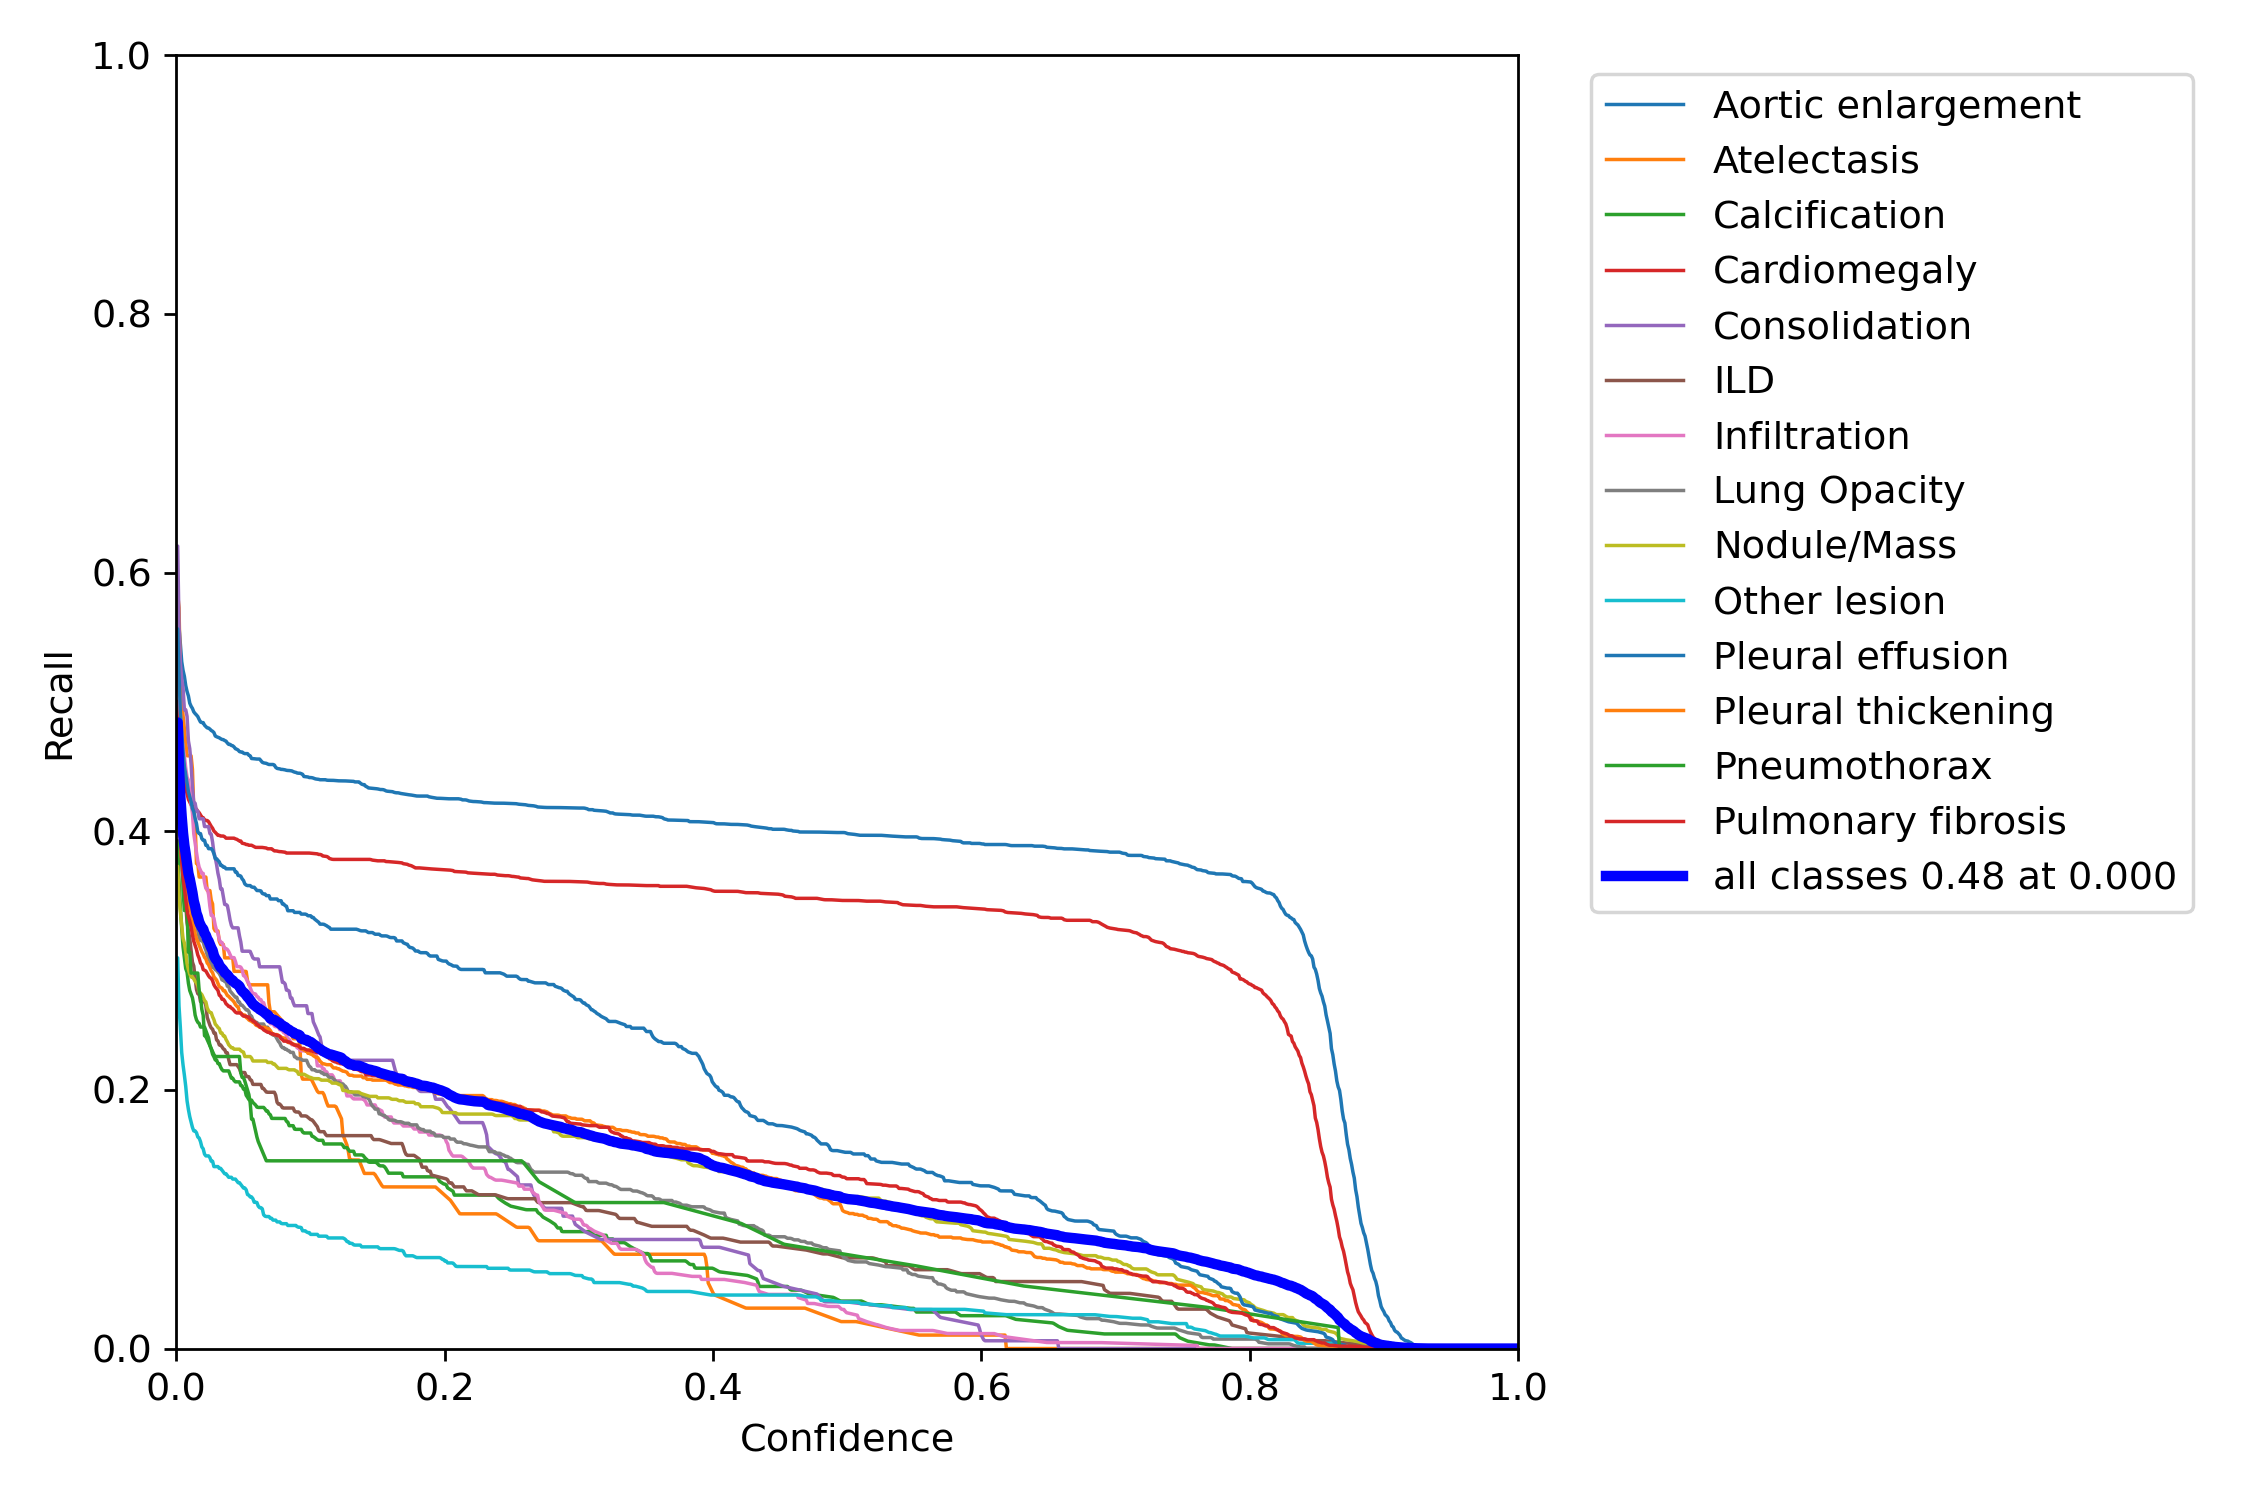 1.0
0.8
0.6
0.4
0.2
0.0
Recall
0.0 0.2 0.4 0.6 0.8 1.0
Confidence
Aortic enlargement
Atelectasis
Calcification
Cardiomegaly
Consolidation
ILD
Infiltration
Lung Opacity
Nodule/Mass
Other lesion
Pleural effusion
Pleural thickening
Pneumothorax
Pulmonary fibrosis
all classes 0.48 at 0.000